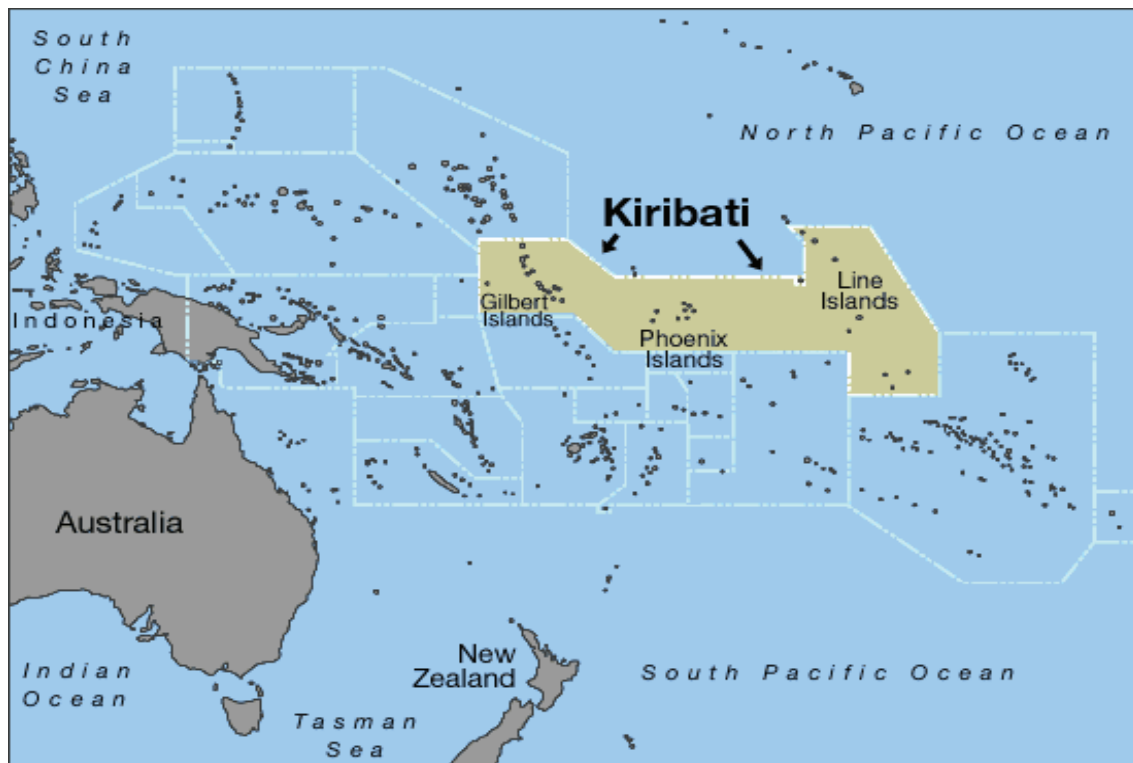 South
China
Sea
North Pacific Ocean
Kiribati
Line
Islands
Gilbert
Islands
Indonesia
Phoenix
Islands
Australia
New
Zealand
Indian
Ocean
South Pacific Ocean
Tasman
Sea